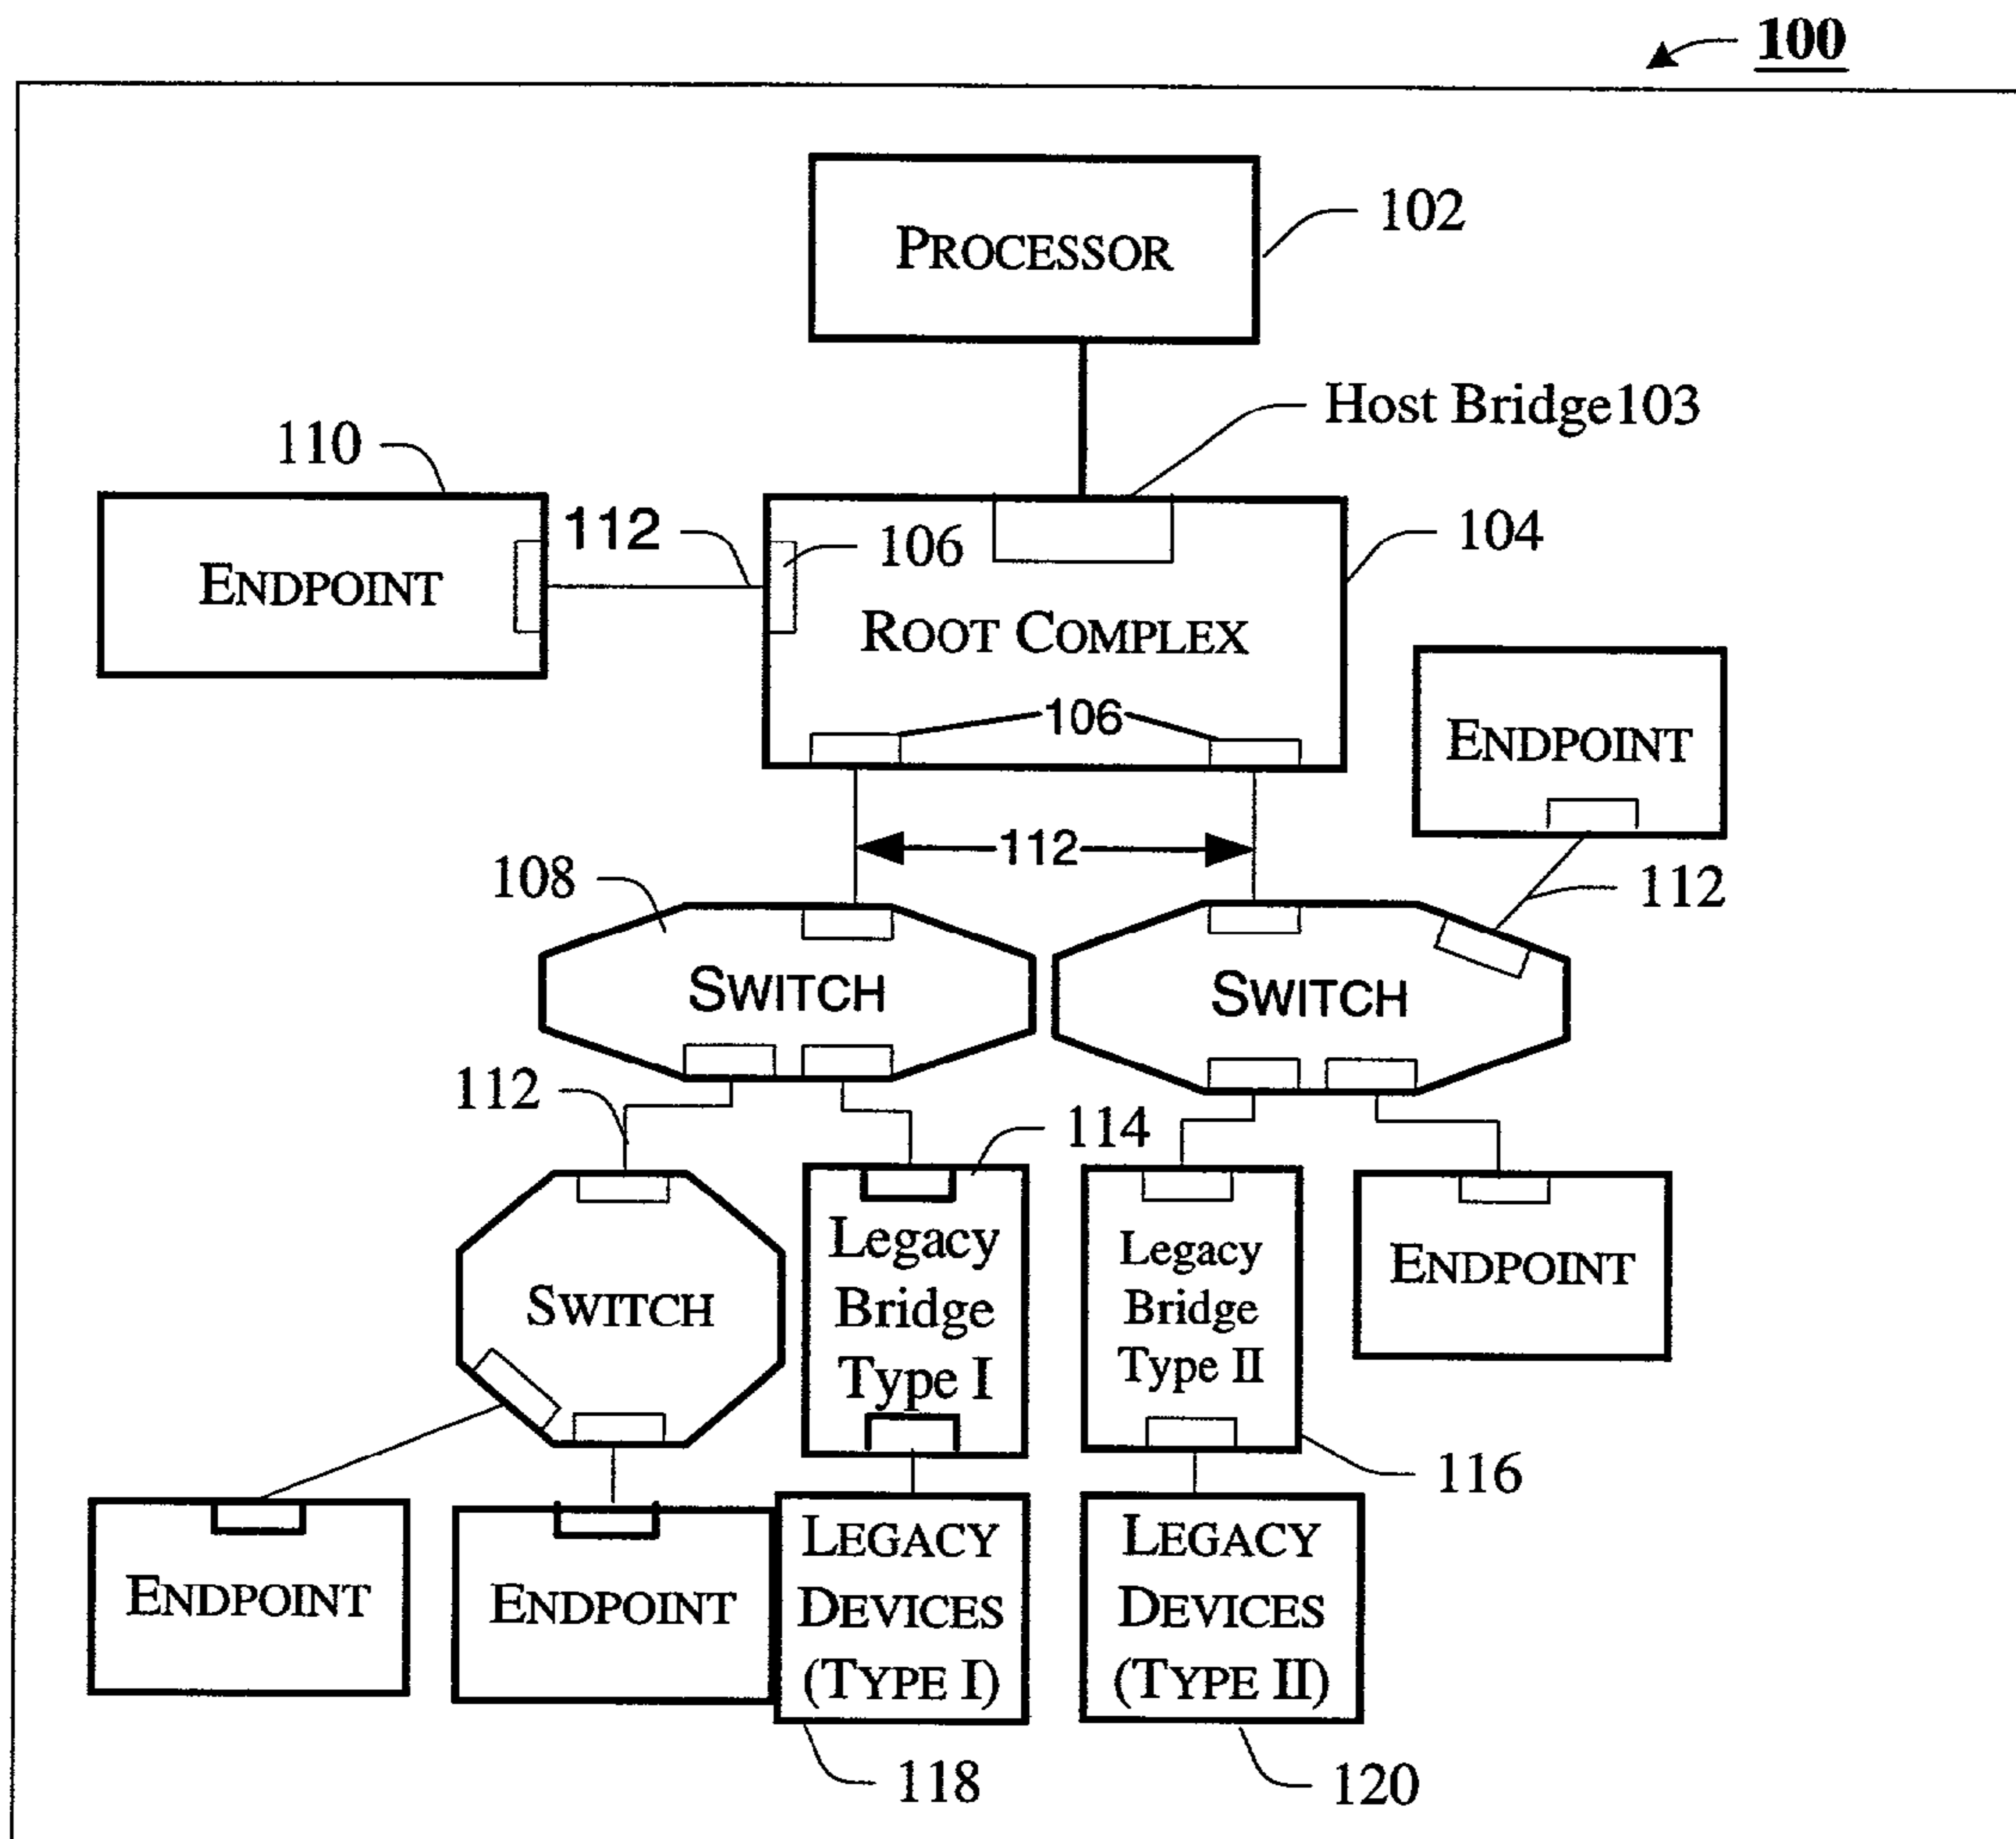 100
PROCESSOR
102
Host Bridge103
110
112
106
104
ENDPOINT
ROOT COMPLEX
106
ENDPOINT
112
108
112
SWITCH
SWITCH
112
114
Legacy
Bridge
Type I
Legacy
Bridge
Type II
ENDPOINT
SWITCH
116
ENDPOINT
ENDPOINT
LEGACY
DEVICES
(TYPE I)
LEGACY
DEVICES
(TYPE II)
118
120